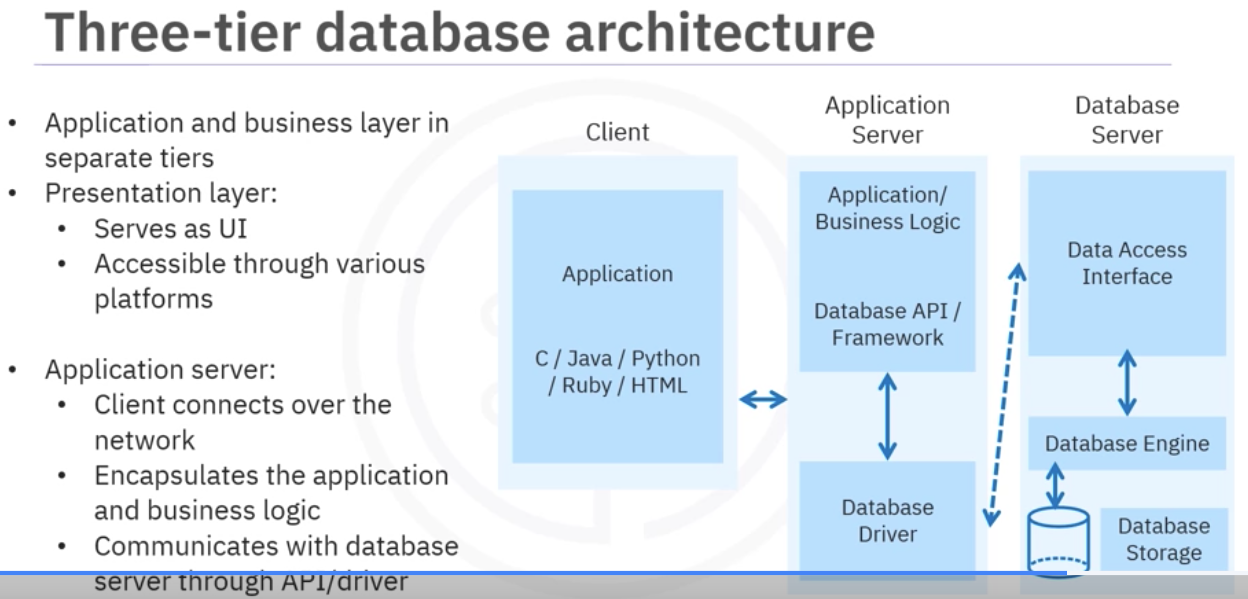 Three-tier database architecture
• Application and business layer in
separate tiers
• Presentation layer:
• Serves as UI
• Accessible through various
platforms
• Application server:
• Client connects over the
network
• Encapsulates the application
and business logic
• Communicates with database
server through API/driver
Client
Application
C / Java / Python
/ Ruby / HTML
Application
Server
Application/
Business Logic
Database API /
Framework
Database
Driver
Database
Server
Data Access
Interface
Database Engine
Database
Storage